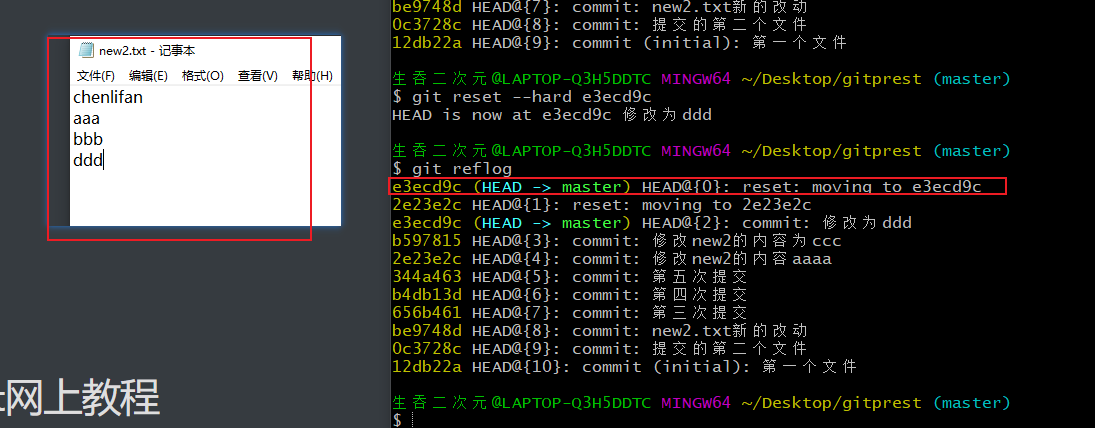 new2.txt - 记事本
文件(F) 编辑(E) 格式(O) 查看(V) 帮助(H)
chenlifan
aaa
bbb
ddd
网上教程
be9748d HEAD@{7}: commit: new2.txt新的改动
0c3728c HEAD@{8}: commit: 提交的第二个文件
12db22a HEAD@{9}: commit (initial): 第一个文件
生吞二次元@LAPTOP-Q3H5DDTC MINGW64 ~/Desktop/gitprest (master)
$ git reset --hard e3ecd9c
HEAD is now at e3ecd9c 修改为ddd
生吞二次元@LAPTOP-Q3H5DDTC MINGW64 ~/Desktop/gitprest (master)
$ git reflog
e3ecd9c (HEAD -> master) HEAD@{0}: reset: moving to e3ecd9c
2e23e2c HEAD@{1}: reset: moving to 2e23e2c
e3ecd9c (HEAD -> master) HEAD@{2}: commit: 修改为ddd
b597815 HEAD@{3}: commit: 修改new2的内容为ccc
2e23e2c HEAD@{4}: commit: 修改new2的内容aaaa
344a463 HEAD@{5}: commit: 第五次提交
b4db13d HEAD@{6}: commit: 第四次提交
656b461 HEAD@{7}: commit: 第三次提交
be9748d HEAD@{8}: commit: new2.txt新的改动
0c3728c HEAD@{9}: commit: 提交的第二个文件
12db22a HEAD@{10}: commit (initial): 第一个文件
生吞二次元@LAPTOP-Q3H5DDTC MINGW64 ~/Desktop/gitprest (master)
$